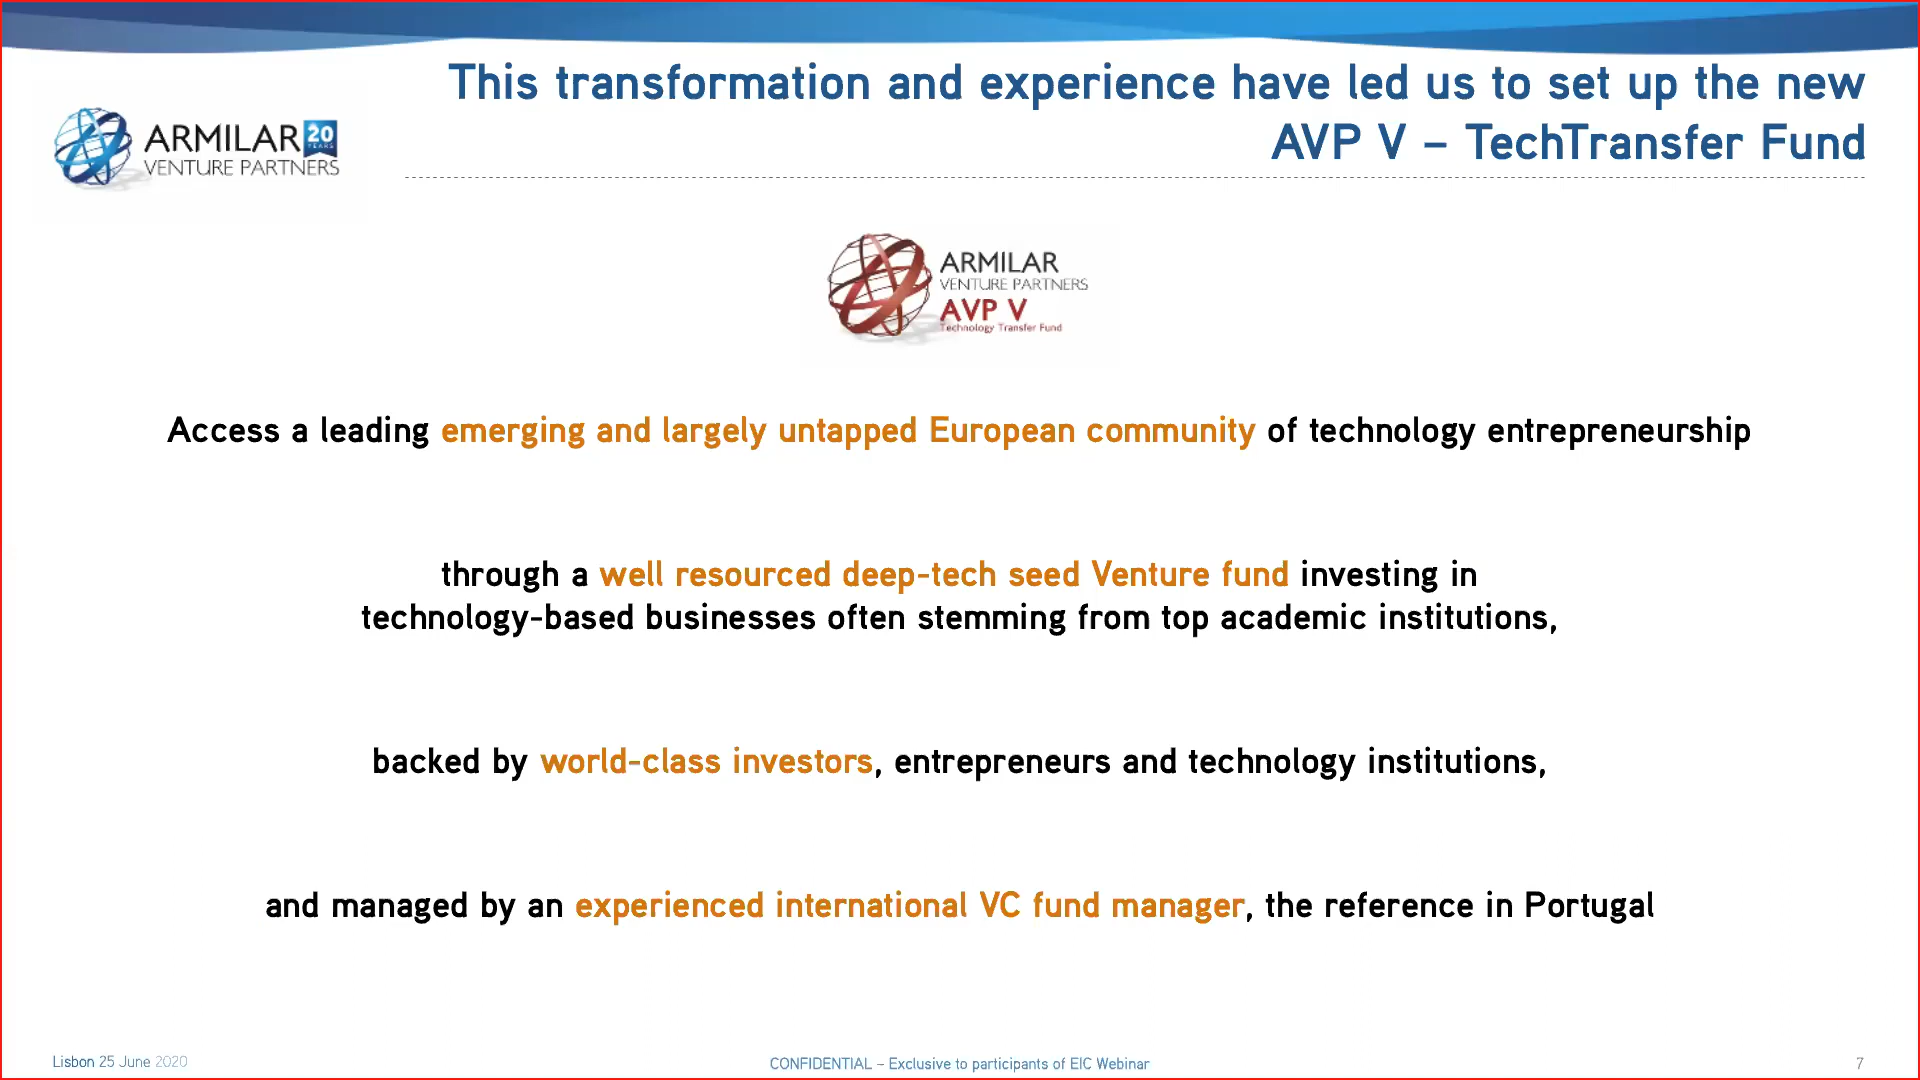 This transformation and experience have led us to set up the new
AVP V – TechTransfer Fund
ARMILAR 20 YEARS
VENTURE PARTNERS
ARMILAR
VENTURE PARTNERS
AVP V
Technology Transfer Fund
Access a leading emerging and largely untapped European community of technology entrepreneurship
through a well resourced deep-tech seed Venture fund investing in
technology-based businesses often stemming from top academic institutions,
backed by world-class investors, entrepreneurs and technology institutions,
and managed by an experienced international VC fund manager, the reference in Portugal
Lisbon 25 June 2020
CONFIDENTIAL – Exclusive to participants of EIC Webinar
7